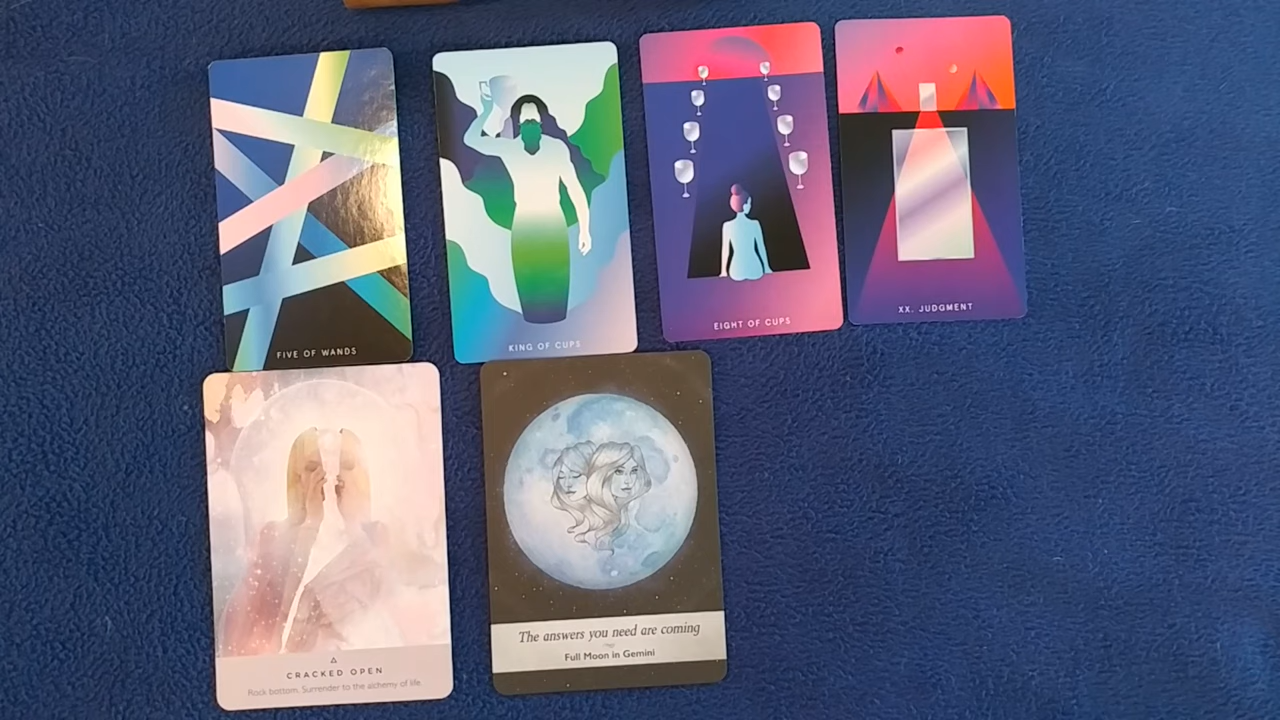 FIVE OF WANDS
KING OF CUPS
EIGHT OF CUPS
XX. JUDGMENT
CRACKED OPEN
Rock bottom. Surrender to the alchemy of life.
The answers you need are coming
Full Moon in Gemini